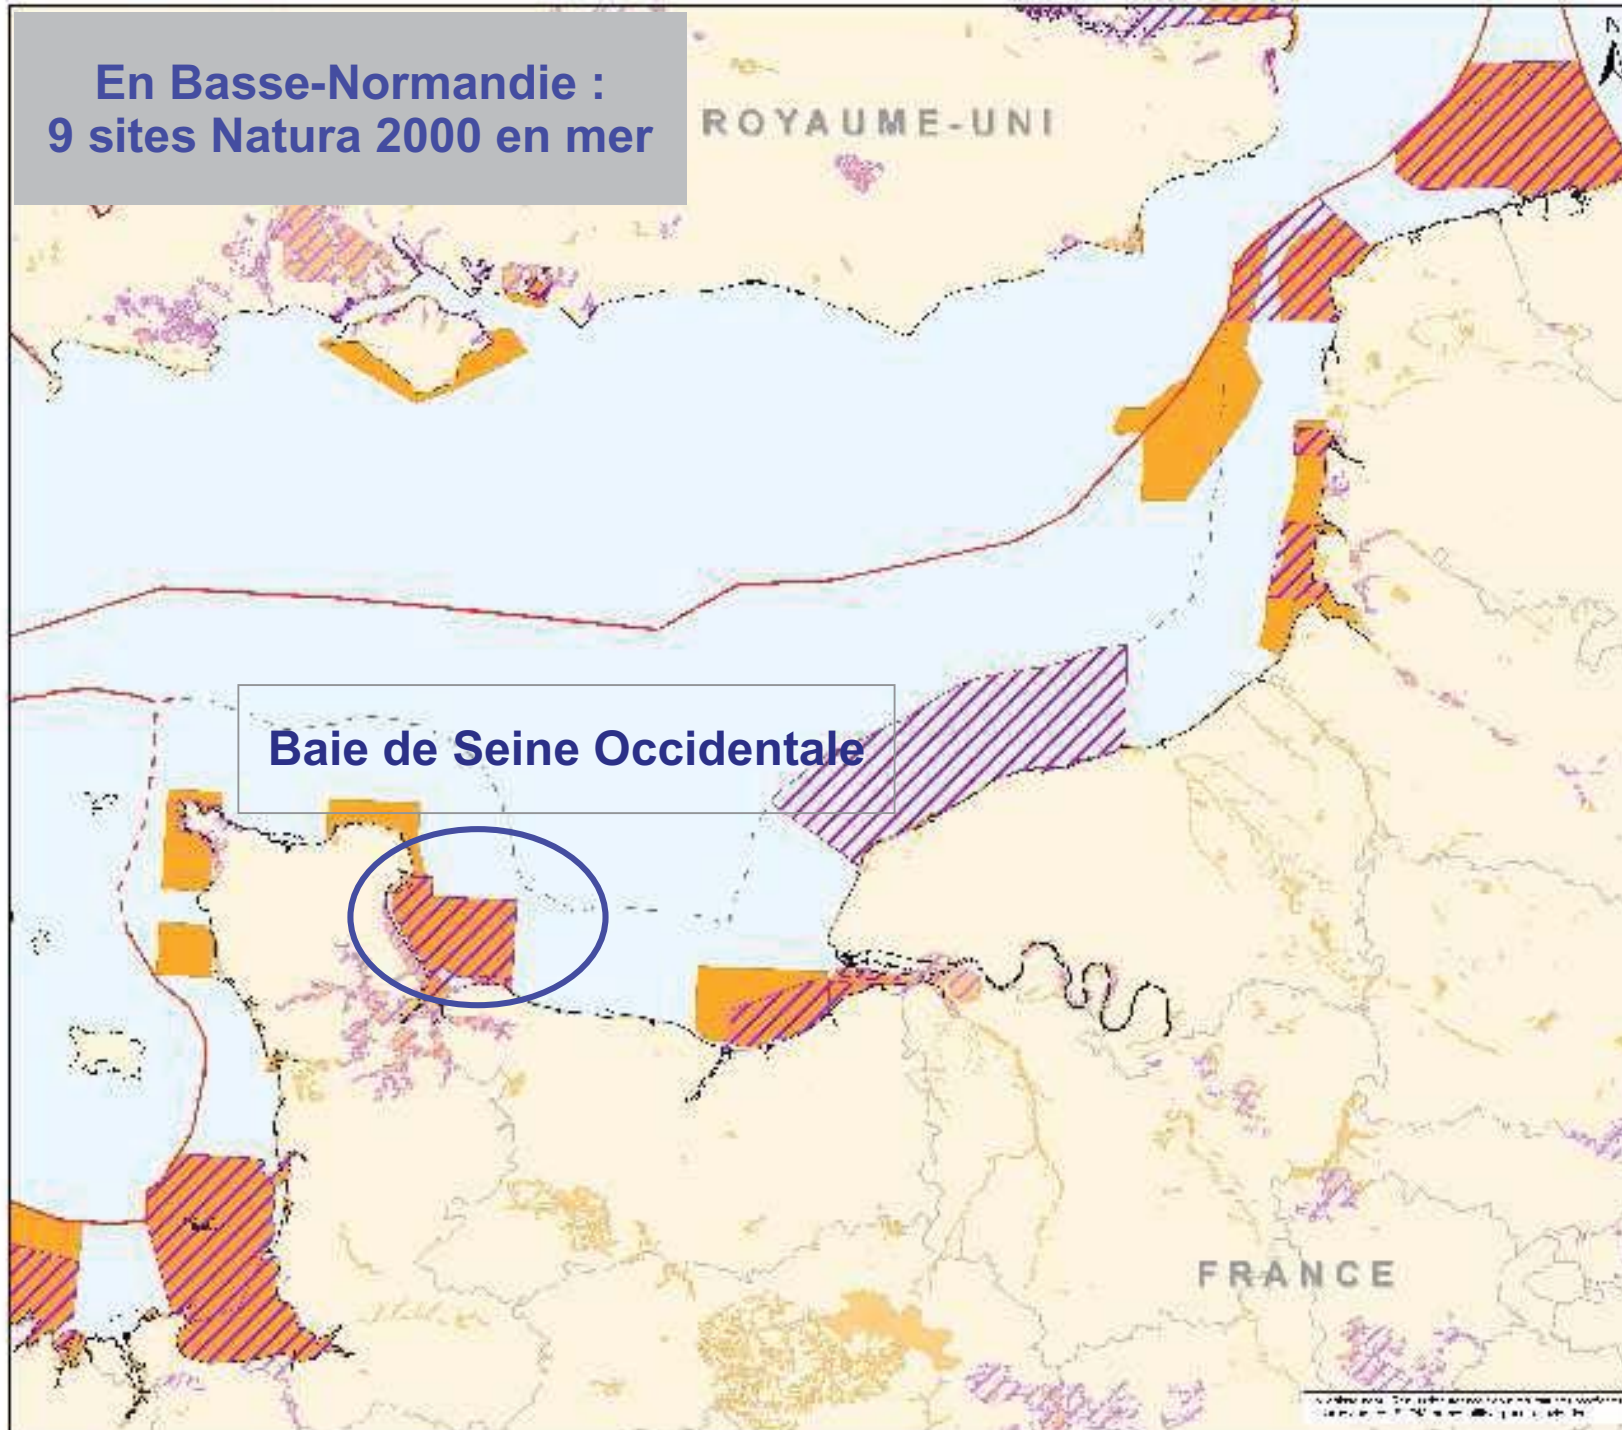 En Basse-Normandie :
9 sites Natura 2000 en mer
ROYAUME-UNI
N
Baie de Seine Occidentale
FRANCE